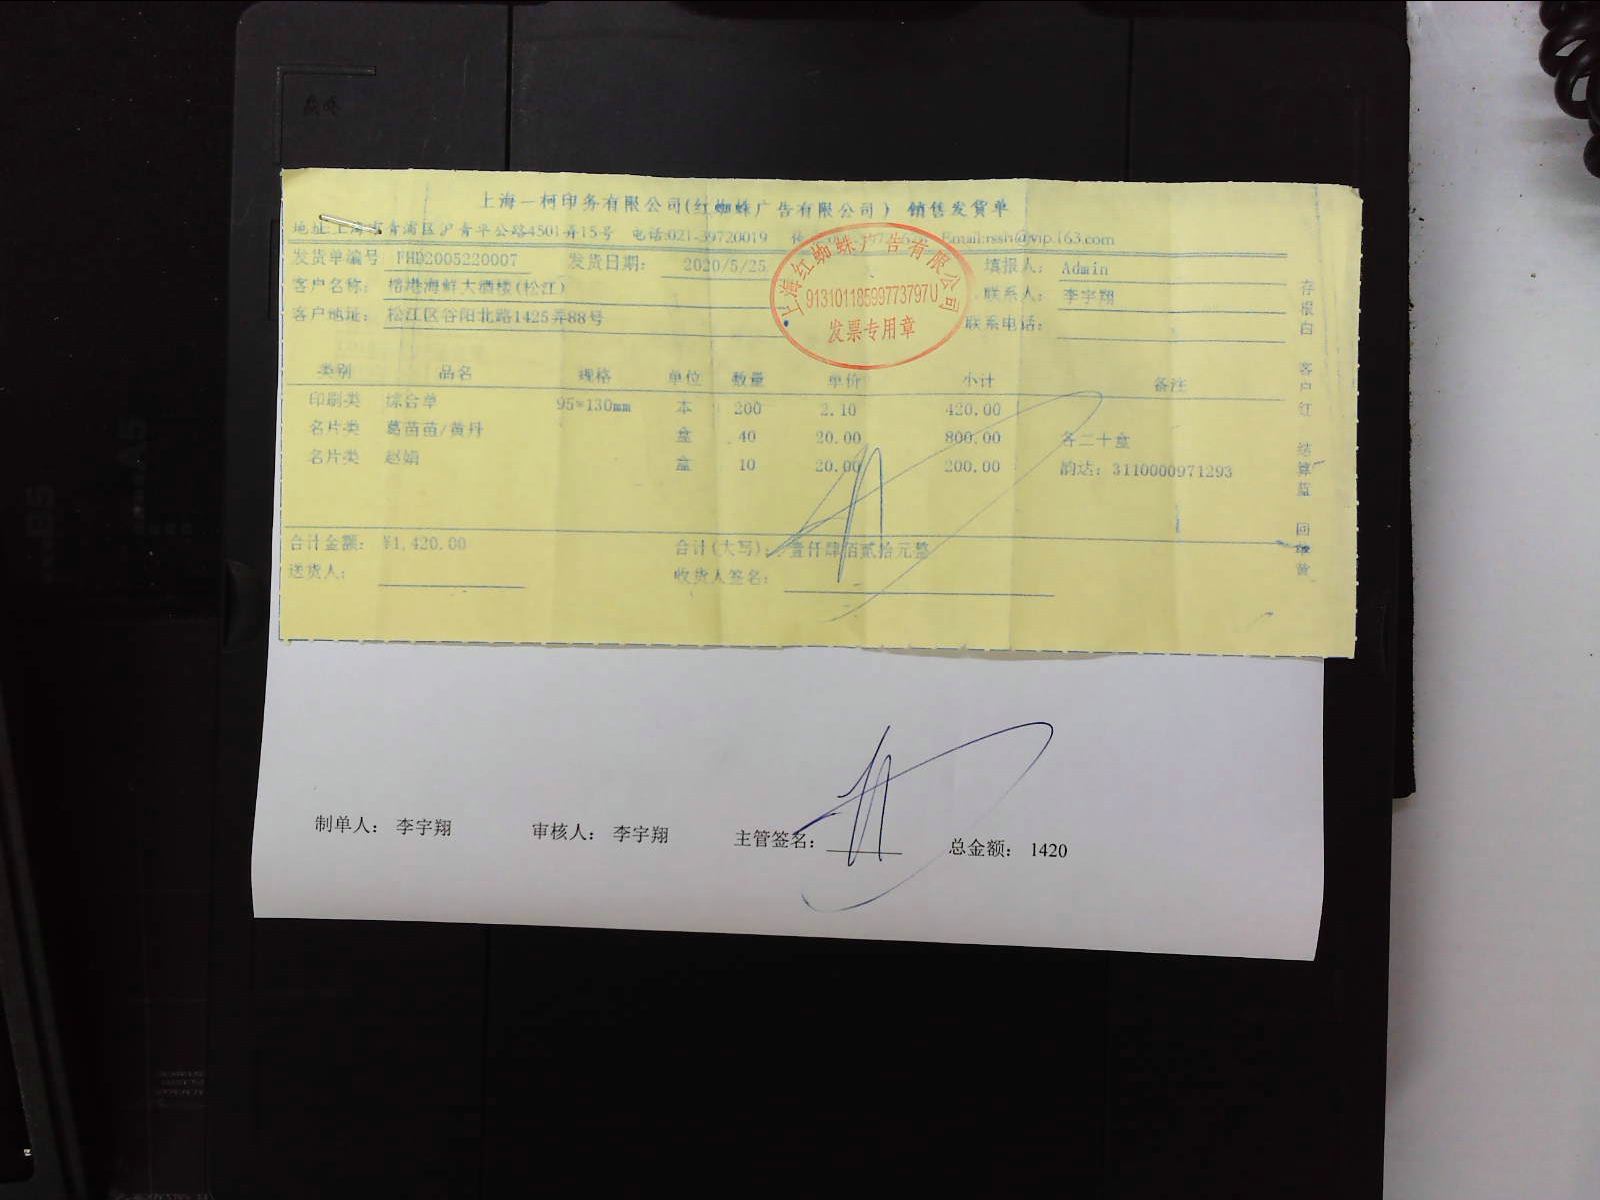 上海一柯印务有限公司(红蜘蛛广告有限公司) 销售发货单
地址:上海市青浦区沪青平公路4501弄15号 电话:021-39720019 Email:rssh@vip.163.com
发货单编号 FHD2005220007 发货日期: 2020/5/25 填报人: Admin
客户名称: 榕港海鲜大酒楼(松江) 联系人: 李宇翔
客户地址: 松江区谷阳北路1425弄88号 联系电话:
上海红蜘蛛广告有限公司
91310118599773797U
发票专用章
类别 品名 规格 单位 数量 单价 小计 备注
印刷类 综合单 95*130mm 本 200 2.10 420.00
名片类 葛苗苗/黄丹 盒 40 20.00 800.00 各二十盒
名片类 赵娟 盒 10 20.00 200.00 韵达: 3110000971293
合计金额: ¥1,420.00 合计(大写): 壹仟肆佰贰拾元整
送货人: 收货人签名:
存根白 客户红 结算蓝 回单黄
制单人: 李宇翔 审核人: 李宇翔 主管签名: 总金额: 1420